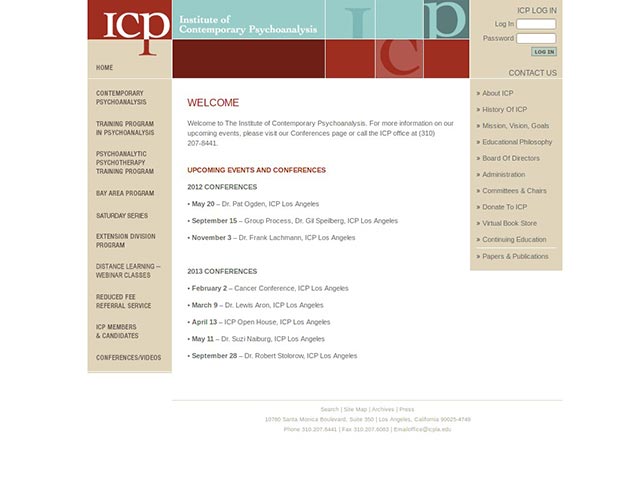 icp
Institute of
Contemporary Psychoanalysis
p
c
ICP LOG IN
Log In
Password
LOG IN
CONTACT US
HOME
CONTEMPORARY
PSYCHOANALYSIS
TRAINING PROGRAM
IN PSYCHOANALYSIS
PSYCHOANALYTIC
PSYCHOTHERAPY
TRAINING PROGRAM
BAY AREA PROGRAM
SATURDAY SERIES
EXTENSION DIVISION
PROGRAM
DISTANCE LEARNING –
WEBINAR CLASSES
REDUCED FEE
REFERRAL SERVICE
ICP MEMBERS
& CANDIDATES
CONFERENCES/VIDEOS
WELCOME
Welcome to The Institute of Contemporary Psychoanalysis. For more information on our
upcoming events, please visit our Conferences page or call the ICP office at (310)
207-8441.
UPCOMING EVENTS AND CONFERENCES
2012 CONFERENCES
• May 20 – Dr. Pat Ogden, ICP Los Angeles
• September 15 – Group Process, Dr. Gil Speilberg, ICP Los Angeles
• November 3 – Dr. Frank Lachmann, ICP Los Angeles
2013 CONFERENCES
• February 2 – Cancer Conference, ICP Los Angeles
• March 9 – Dr. Lewis Aron, ICP Los Angeles
• April 13 – ICP Open House, ICP Los Angeles
• May 11 – Dr. Suzi Naiburg, ICP Los Angeles
• September 28 – Dr. Robert Stolorow, ICP Los Angeles
» About ICP
» History Of ICP
» Mission, Vision, Goals
» Educational Philosophy
» Board Of Directors
» Administration
» Committees & Chairs
» Donate To ICP
» Virtual Book Store
» Continuing Education
» Papers & Publications
Search | Site Map | Archives | Press
10780 Santa Monica Boulevard, Suite 350 | Los Angeles, California 90025-4749
Phone 310.207.8441 | Fax 310.207.6083 | Emailoffice@icpla.edu